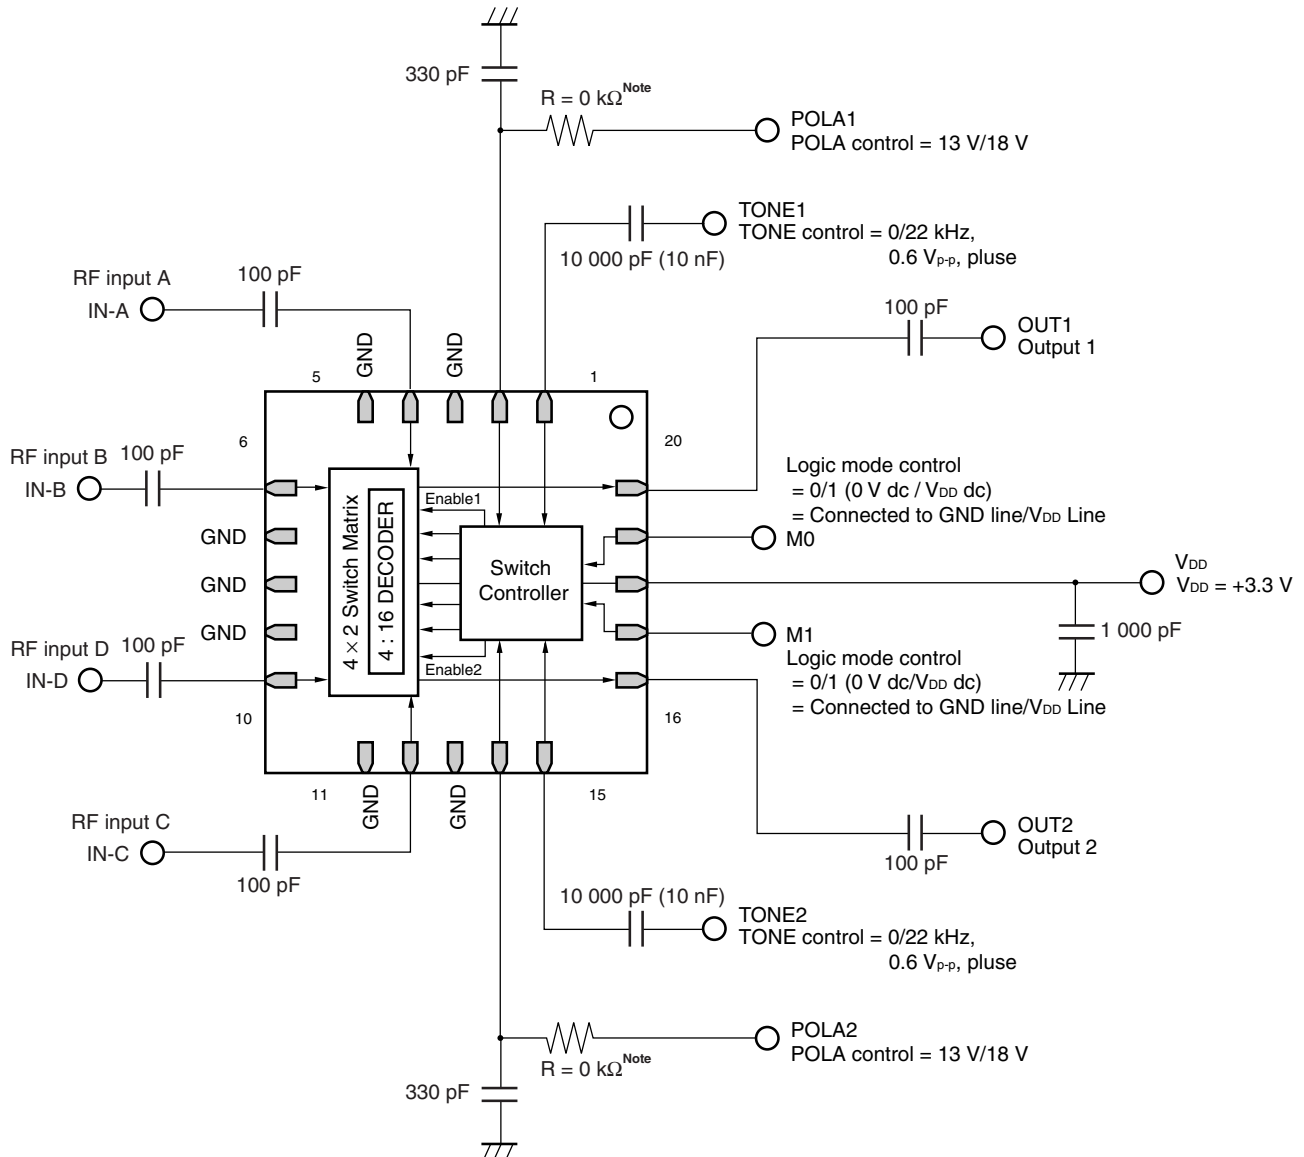 330 pF
R = 0 kΩNote
POLA1
POLA control = 13 V/18 V
TONE1
TONE control = 0/22 kHz,
0.6 Vp-p, pluse
10 000 pF (10 nF)
RF input A
100 pF
IN-A
100 pF
OUT1
Output 1
GND
GND
5
1
6
20
RF input B
100 pF
IN-B
Logic mode control
= 0/1 (0 V dc / VDD dc)
= Connected to GND line/VDD Line
M0
Enable1
GND
GND
GND
4 × 2 Switch Matrix
4 : 16 DECODER
Switch
Controller
VDD
VDD = +3.3 V
1 000 pF
M1
Logic mode control
= 0/1 (0 V dc/VDD dc)
= Connected to GND line/VDD Line
Enable2
RF input D
100 pF
IN-D
10
16
11
15
GND
GND
RF input C
IN-C
100 pF
OUT2
Output 2
100 pF
10 000 pF (10 nF)
TONE2
TONE control = 0/22 kHz,
0.6 Vp-p, pluse
POLA2
POLA control = 13 V/18 V
R = 0 kΩNote
330 pF